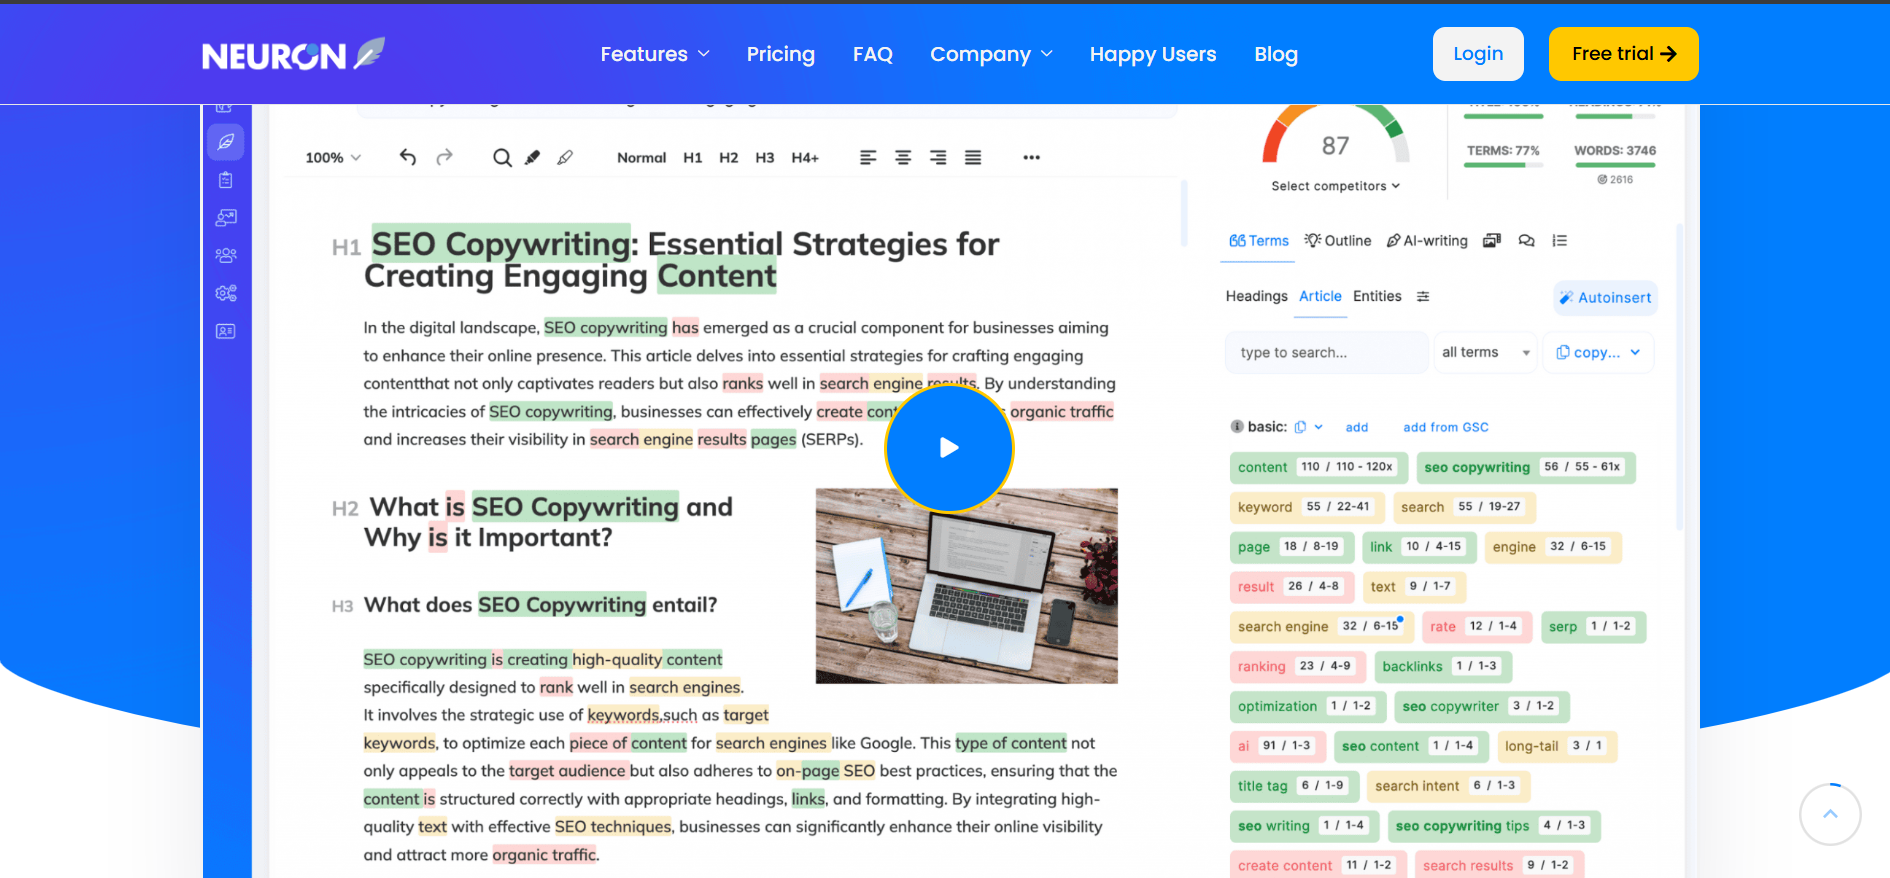 NEURON
Features
Pricing
FAQ
Company
Happy Users
Blog
Login
Free trial
100%
Normal H1 H2 H3 H4+
H1 SEO Copywriting: Essential Strategies for
Creating Engaging Content
In the digital landscape, SEO copywriting has emerged as a crucial component for businesses aiming
to enhance their online presence. This article delves into essential strategies for crafting engaging
contentthat not only captivates readers but also ranks well in search engine results. By understanding
the intricacies of SEO copywriting, businesses can effectively create organic traffic
and increases their visibility in search engine results pages (SERPs).
H2 What is SEO Copywriting and
Why is it Important?
H3 What does SEO Copywriting entail?
SEO copywriting is creating high-quality content
specifically designed to rank well in search engines.
It involves the strategic use of keywords,such as target
keywords, to optimize each piece of content for search engines like Google. This type of content not
only appeals to the target audience but also adheres to on-page SEO best practices, ensuring that the
content is structured correctly with appropriate headings, links, and formatting. By integrating high-
quality text with effective SEO techniques, businesses can significantly enhance their online visibility
and attract more organic traffic.
87
Select competitors
TERMS: 77%
WORDS: 3746
2616
Terms
Outline
AI-writing
Headings
Article
Entities
Autoinsert
type to search...
all terms
copy...
basic:
add
add from GSC
content 110 / 110 - 120x
seo copywriting 56 / 55 - 61x
keyword 55 / 22-41
search 55 / 19-27
page 18 / 8-19
link 10 / 4-15
engine 32 / 6-15
result 26 / 4-8
text 9 / 1-7
search engine 32 / 6-15
rate 12 / 1-4
serp 1 / 1-2
ranking 23 / 4-9
backlinks 1 / 1-3
optimization 1 / 1-2
seo copywriter 3 / 1-2
ai 91 / 1-3
seo content 1 / 1-4
long-tail 3 / 1
title tag 6 / 1-9
search intent 6 / 1-3
seo writing 1 / 1-4
seo copywriting tips 4 / 1-3
create content 11 / 1-2
search results 9 / 1-2